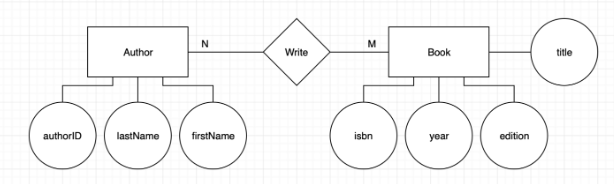 Author
N
Write
M
Book
title
authorID
lastName
firstName
isbn
year
edition